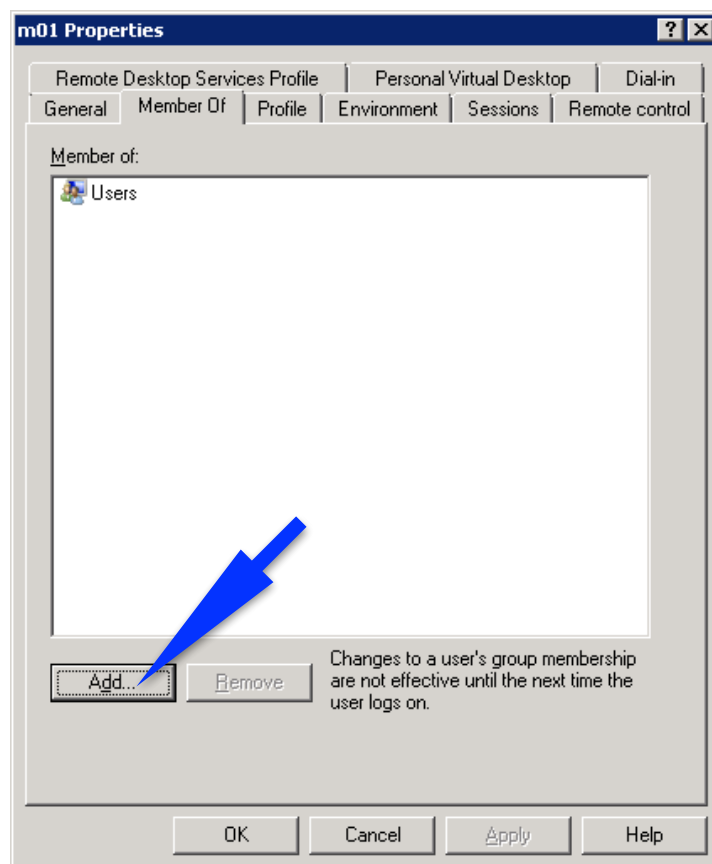 m01 Properties
Remote Desktop Services Profile Personal Virtual Desktop Dial-in
General Member Of Profile Environment Sessions Remote control
Member of:
Users
Add... Remove
Changes to a user's group membership
are not effective until the next time the
user logs on.
OK Cancel Apply Help